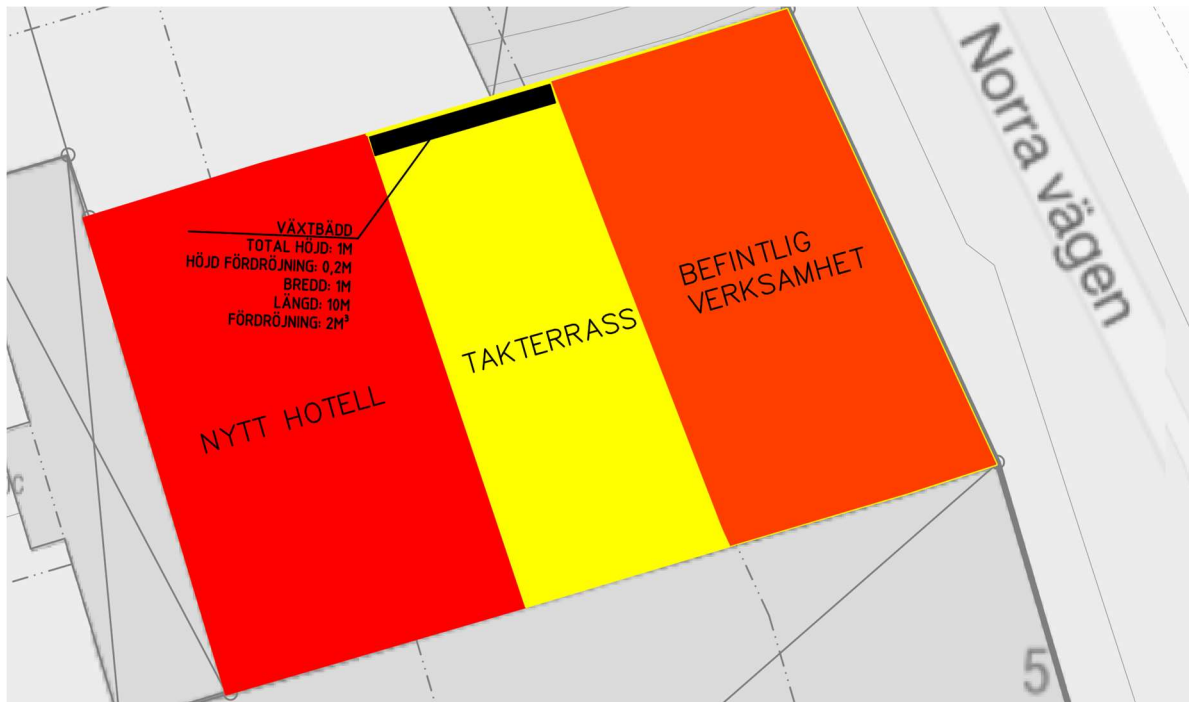 Norra vägen
VÄXTBÄDD
TOTAL HÖJD: 1M
HÖJD FÖRDRÖJNING: 0,2M
BREDD: 1M
LÄNGD: 10M
FÖRDRÖJNING: 2M³
BEFINTLIG
VERKSAMHET
TAKTERRASS
NYTT HOTELL
5